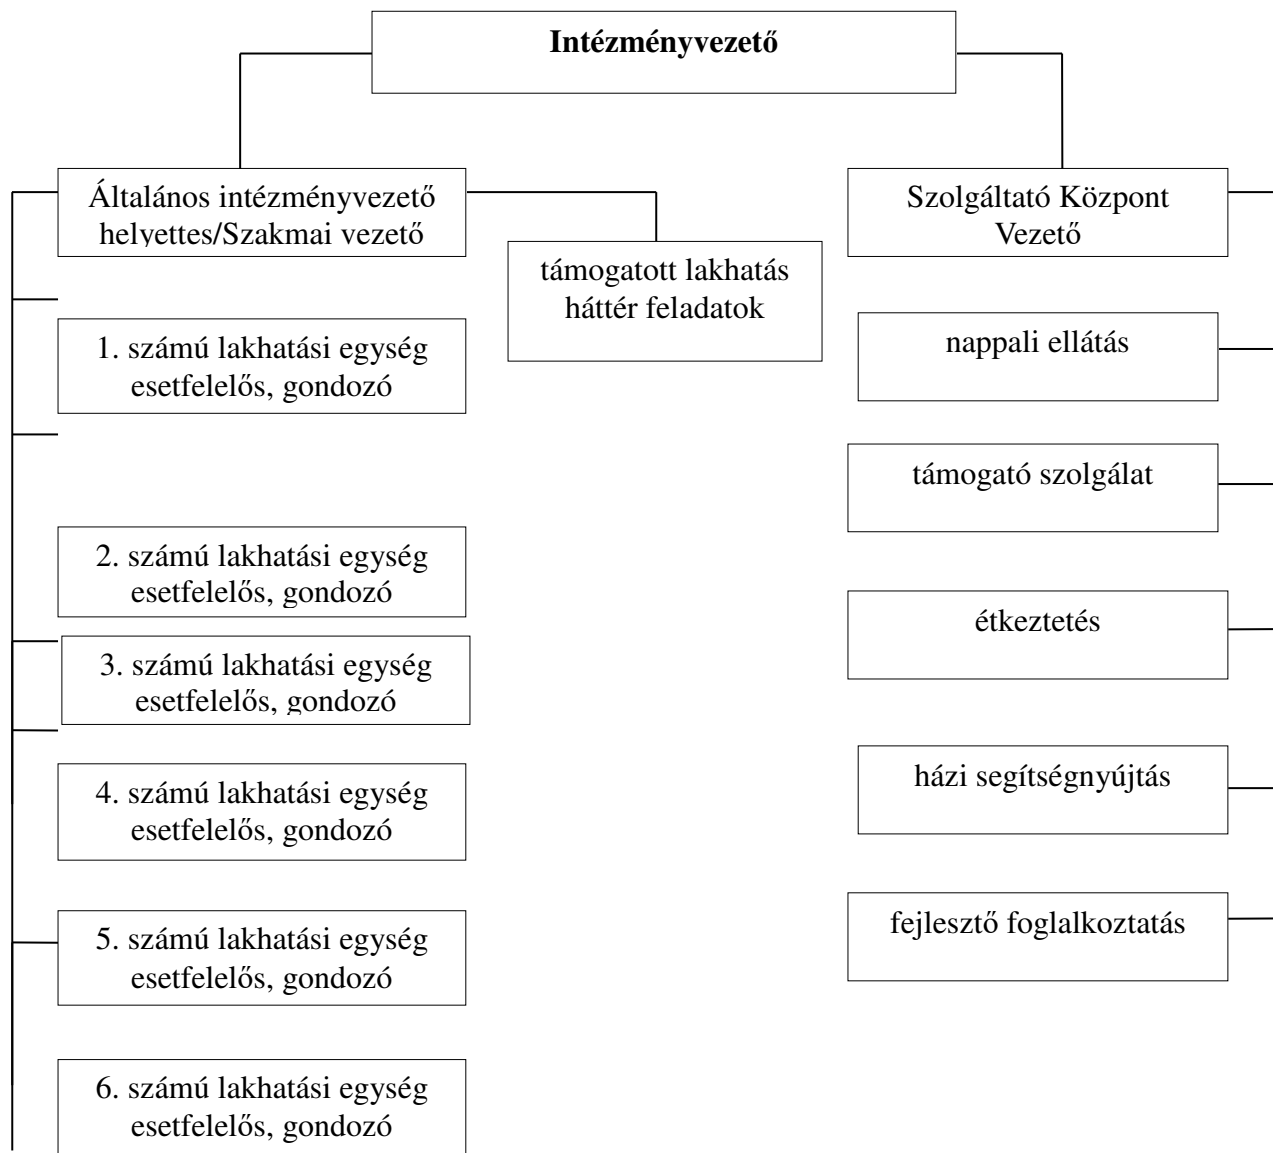 Intézményvezető
Általános intézményvezető
helyettes/Szakmai vezető
támogatott lakhatás
háttér feladatok
1. számú lakhatási egység
esetfelelős, gondozó
2. számú lakhatási egység
esetfelelős, gondozó
3. számú lakhatási egység
esetfelelős, gondozó
4. számú lakhatási egység
esetfelelős, gondozó
5. számú lakhatási egység
esetfelelős, gondozó
6. számú lakhatási egység
esetfelelős, gondozó
Szolgáltató Központ
Vezető
nappali ellátás
támogató szolgálat
étkeztetés
házi segítségnyújtás
fejlesztő foglalkoztatás